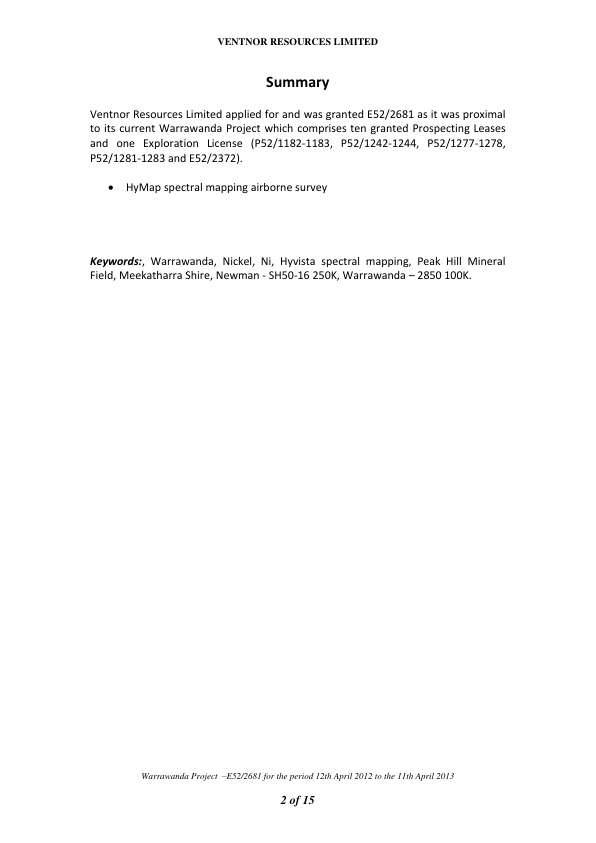 VENTNOR RESOURCES LIMITED
Summary
Ventnor Resources Limited applied for and was granted E52/2681 as it was proximal
to its current Warrawanda Project which comprises ten granted Prospecting Leases
and one Exploration License (P52/1182-1183, P52/1242-1244, P52/1277-1278,
P52/1281-1283 and E52/2372).
• HyMap spectral mapping airborne survey
Keywords:, Warrawanda, Nickel, Ni, Hyvista spectral mapping, Peak Hill Mineral
Field, Meekatharra Shire, Newman - SH50-16 250K, Warrawanda – 2850 100K.
Warrawanda Project –E52/2681 for the period 12th April 2012 to the 11th April 2013
2 of 15